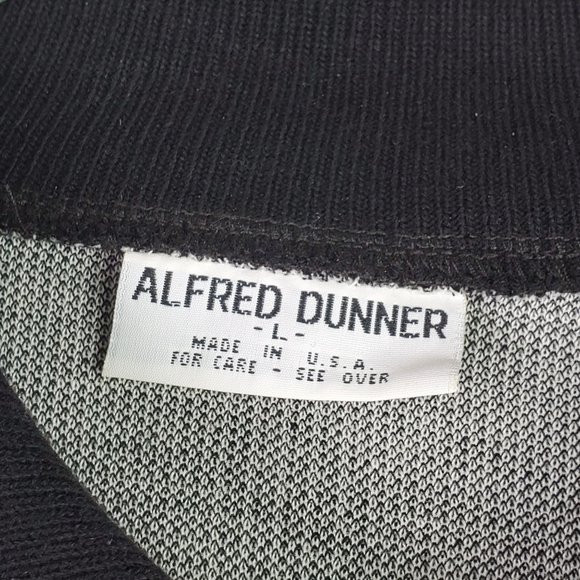 ALFRED DUNNER
- L -
MADE IN U.S.A.
FOR CARE - SEE OVER